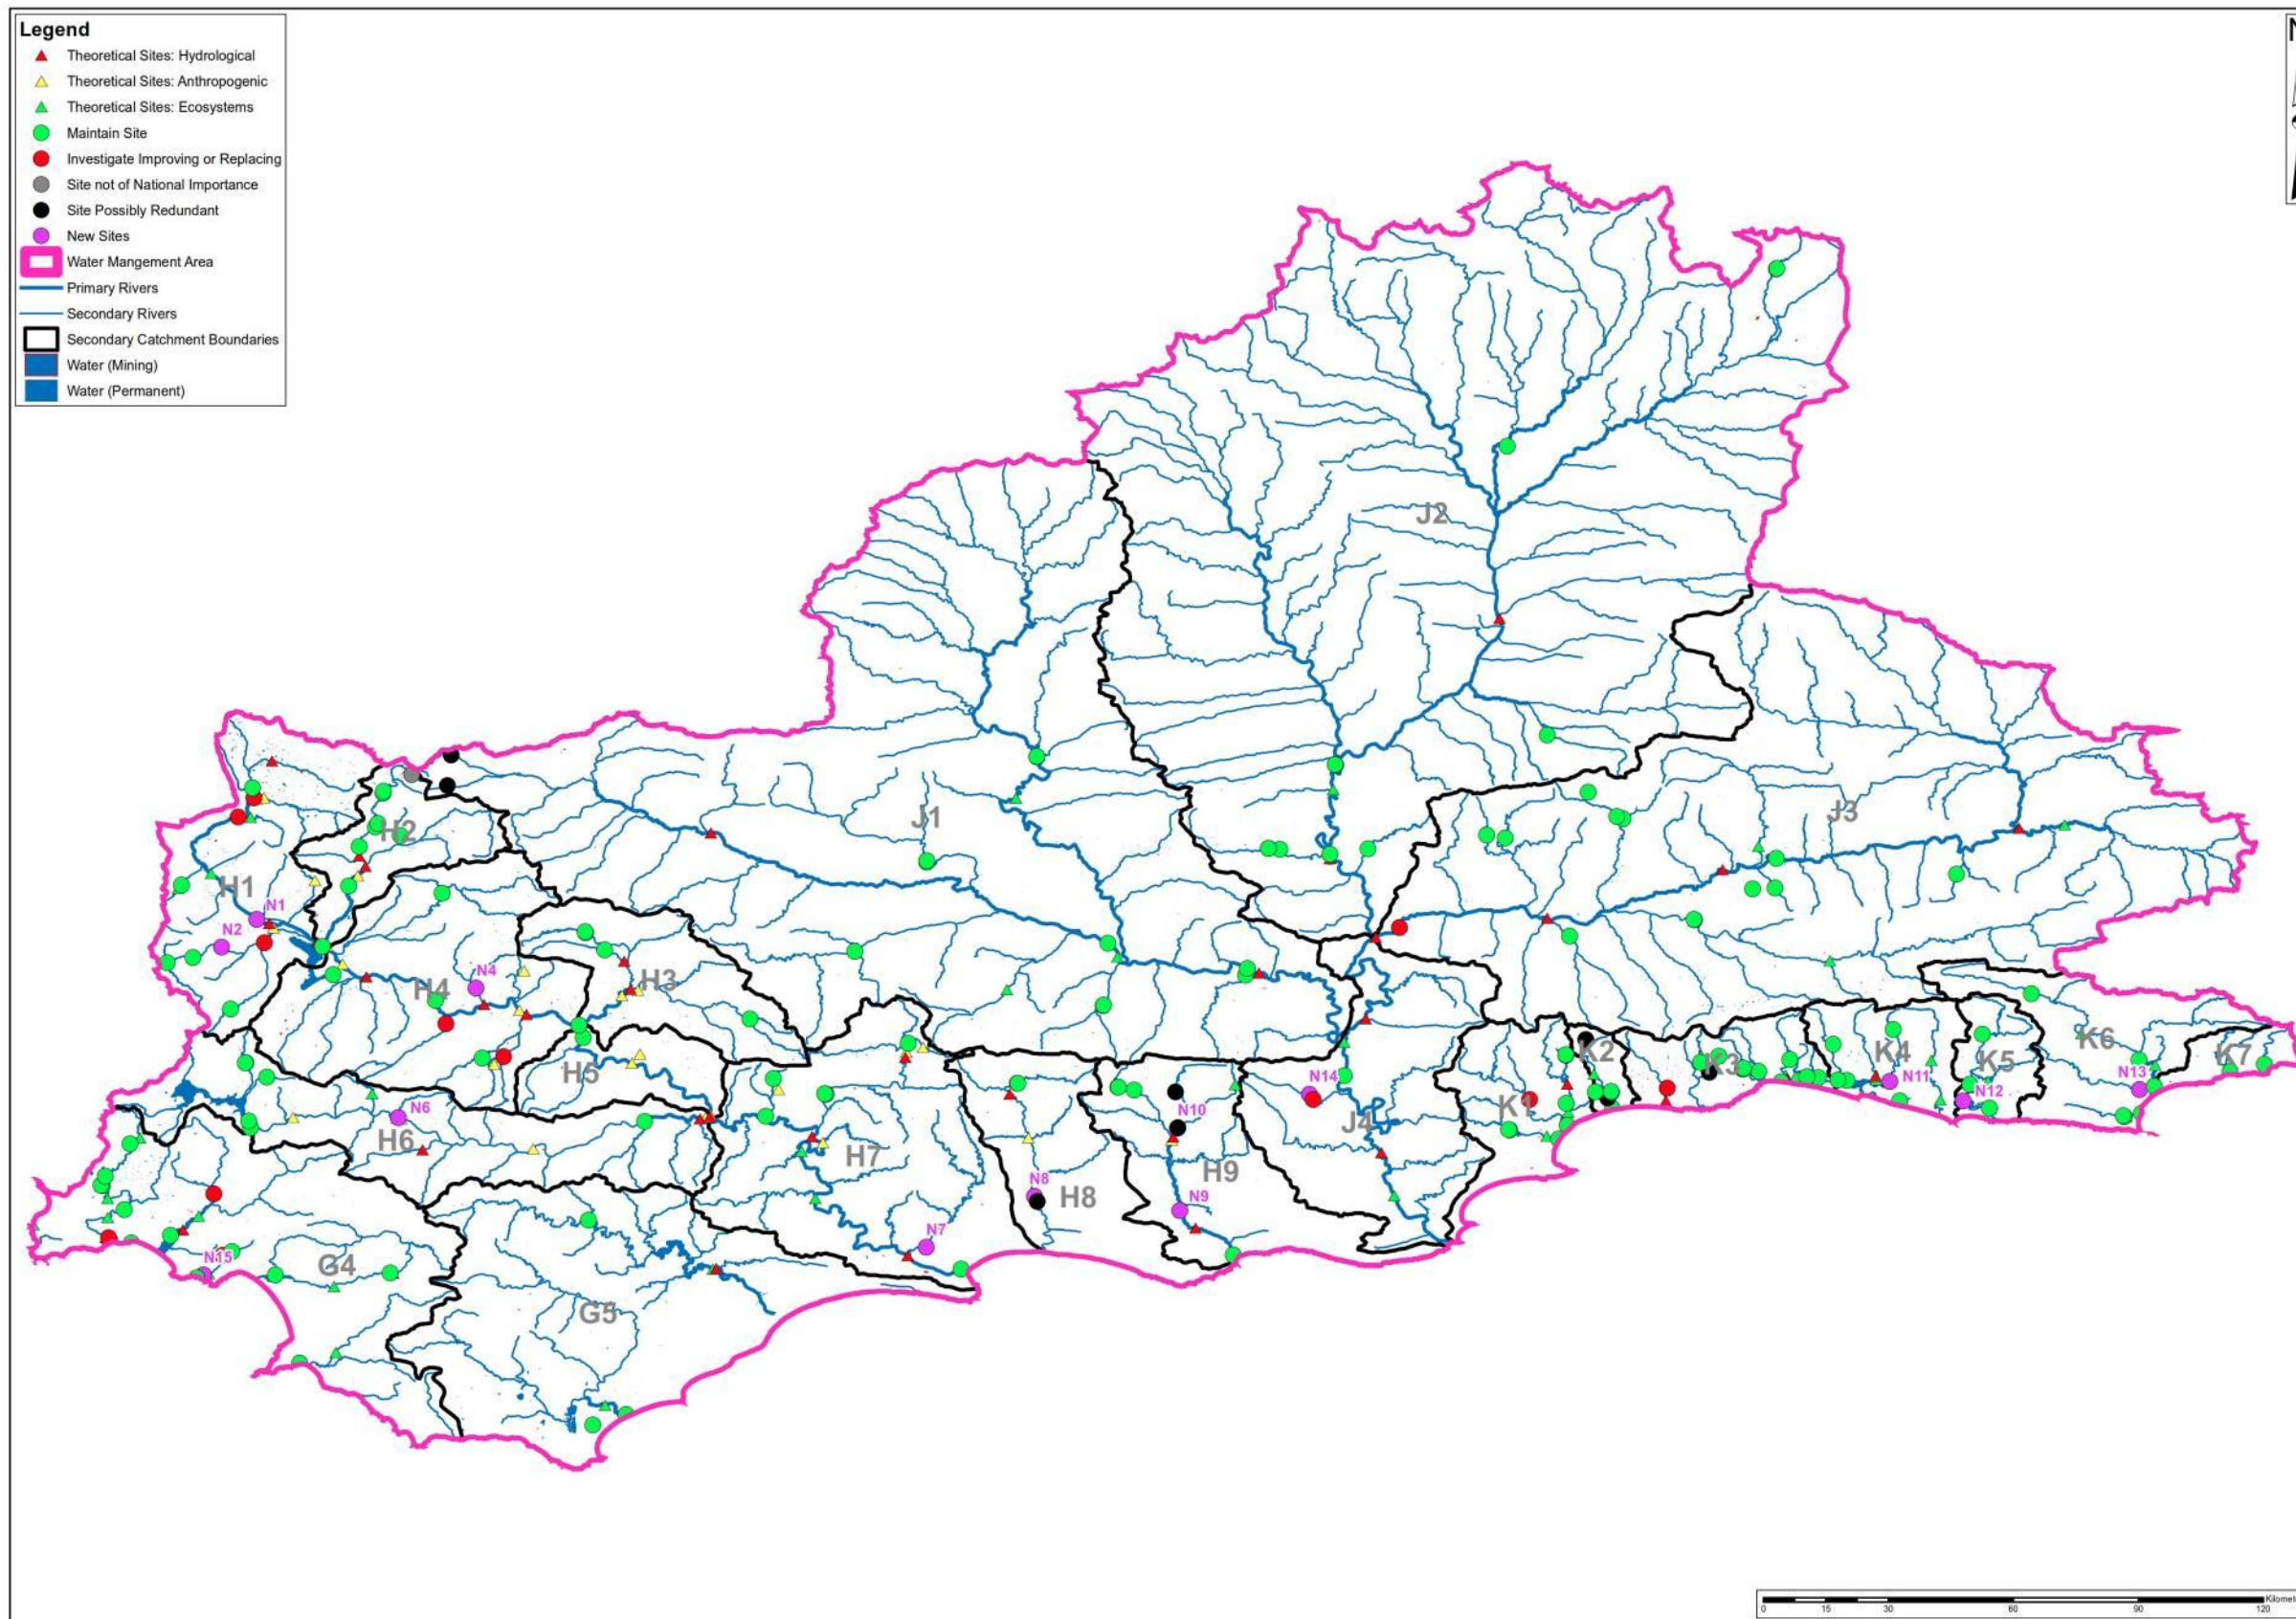 Legend
Theoretical Sites: Hydrological
Theoretical Sites: Anthropogenic
Theoretical Sites: Ecosystems
Maintain Site
Investigate Improving or Replacing
Site not of National Importance
Site Possibly Redundant
New Sites
Water Mangement Area
Primary Rivers
Secondary Rivers
Secondary Catchment Boundaries
Water (Mining)
Water (Permanent)
J2
J1
J3
H2
H1
N1
N2
H4
N4
H3
H5
K2
K3
K4
K5
K6
K7
N14
N11
N12
N13
N6
N10
K1
J4
H6
H7
H9
H8
N8
N9
N7
N15
G4
G5
0 15 30 60 90 120